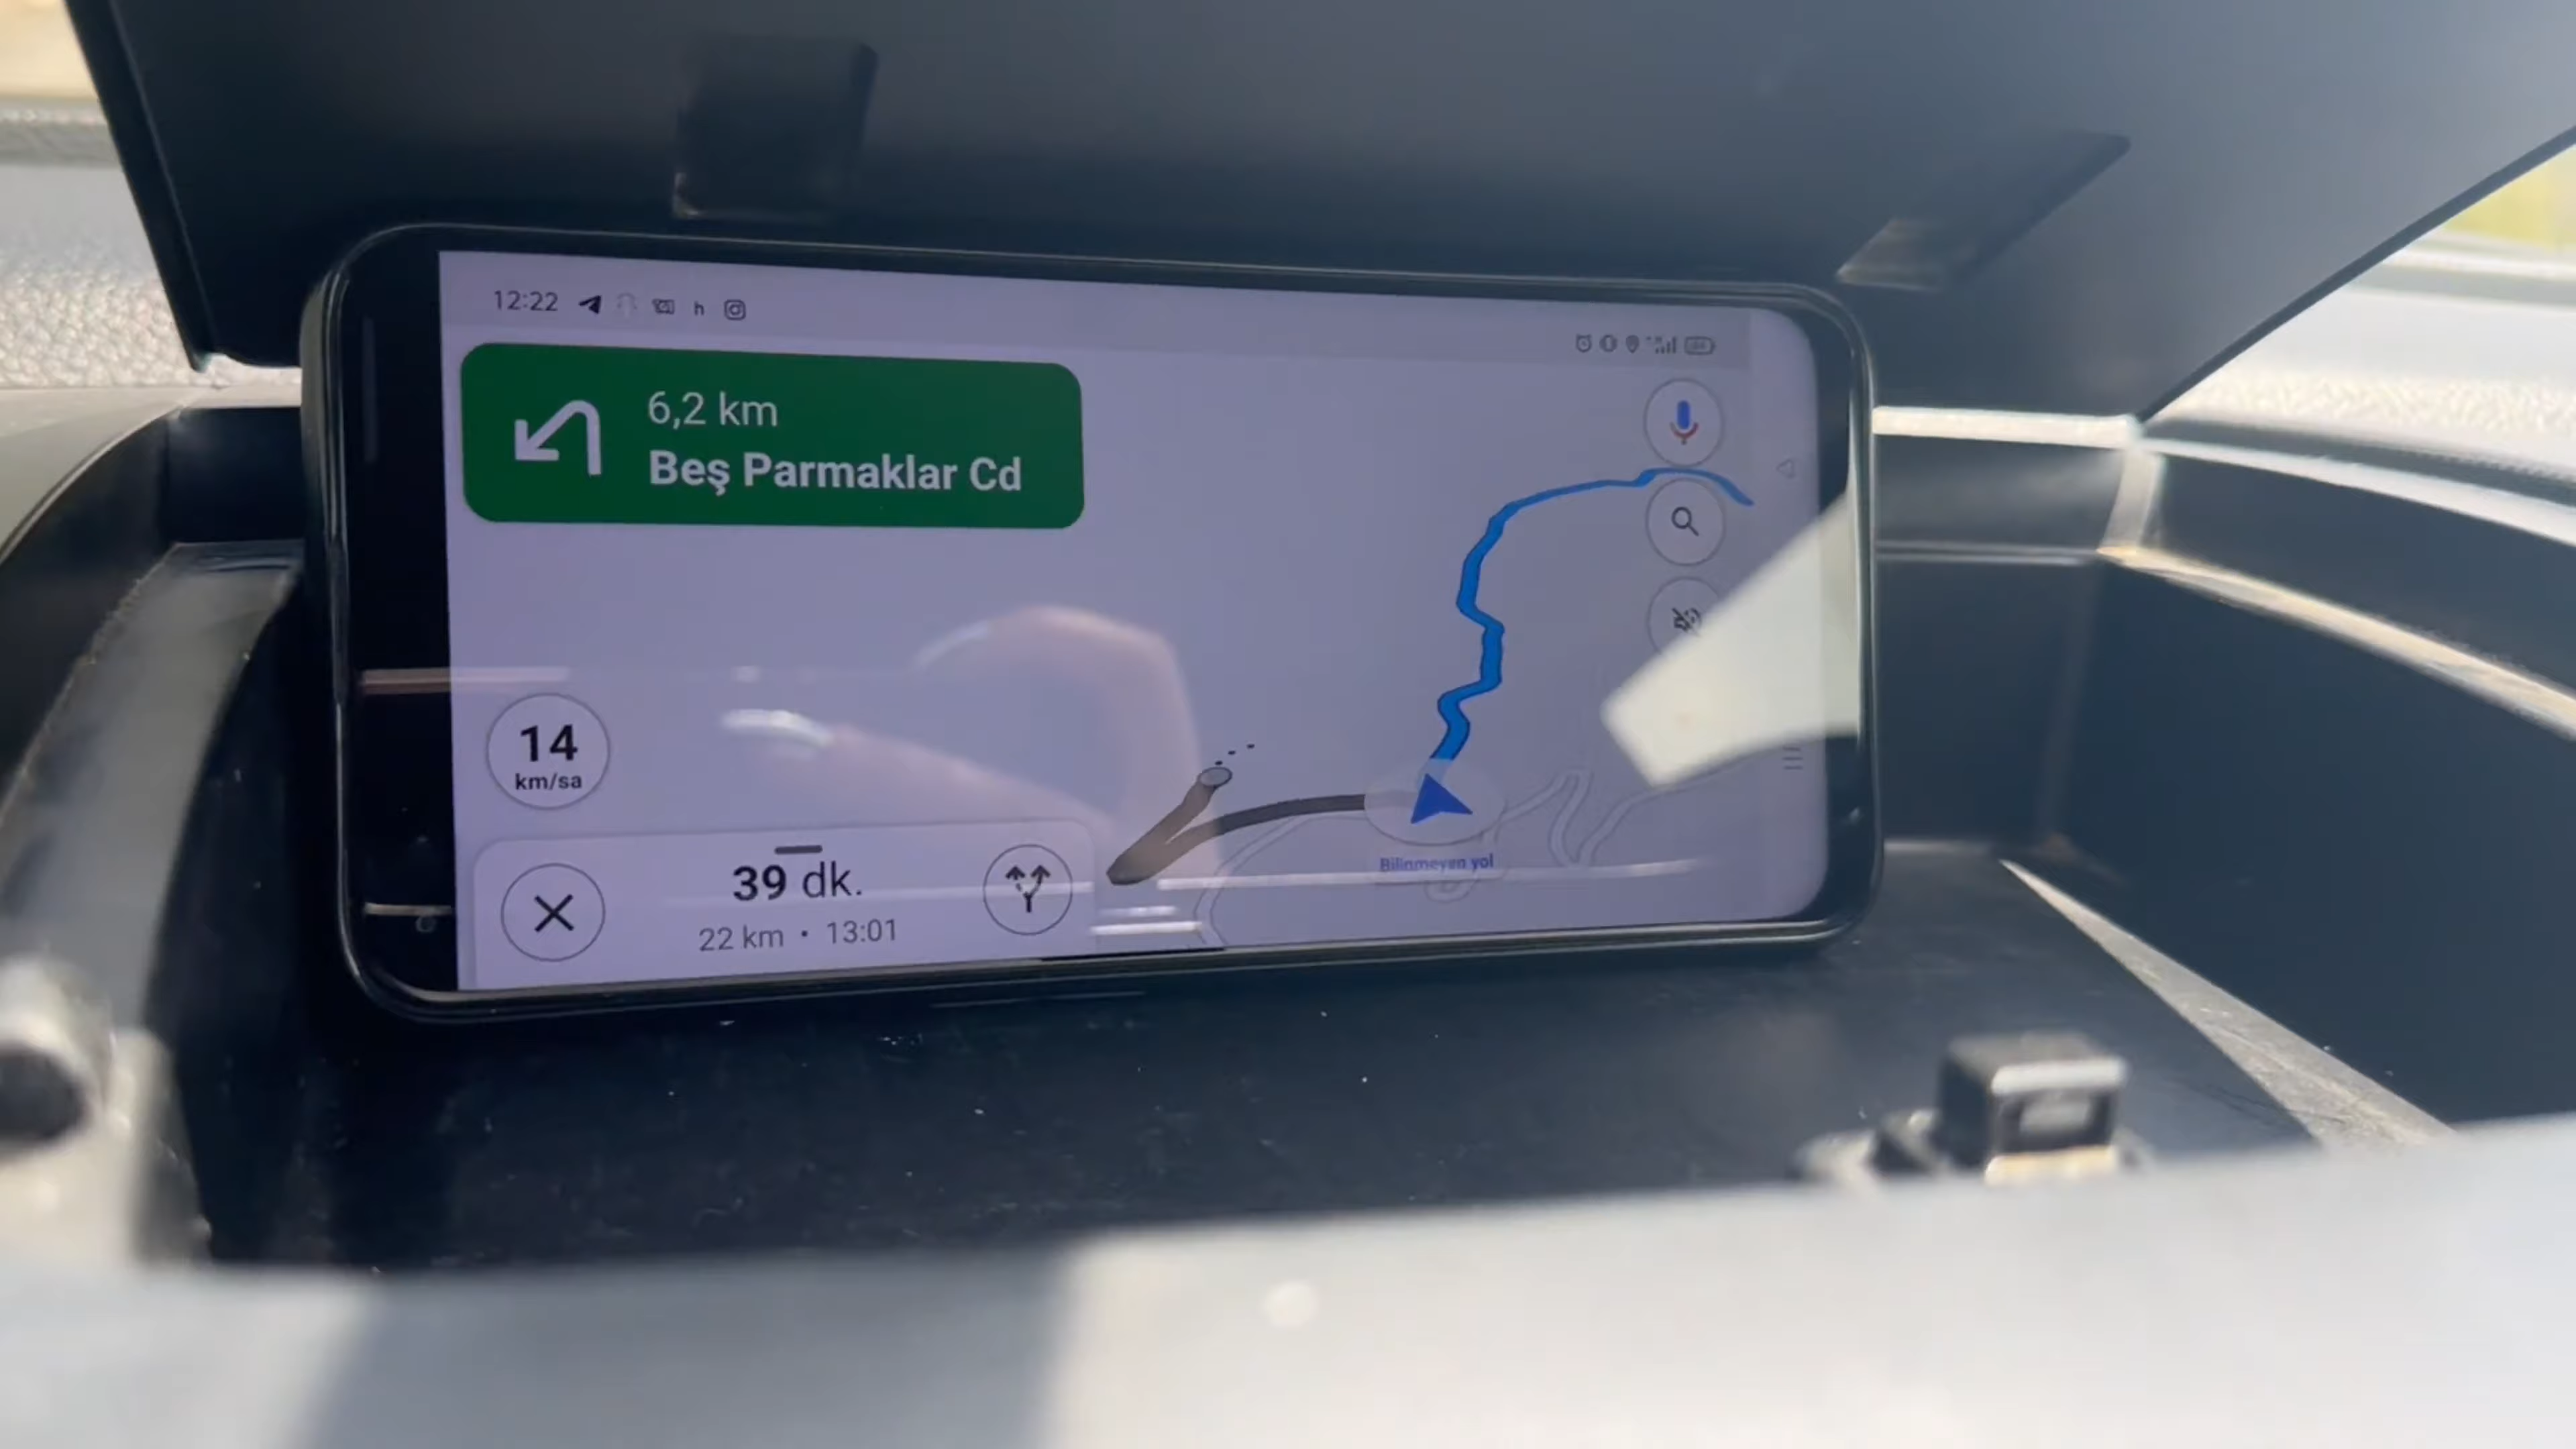 12:22
6,2 km
Beş Parmaklar Cd
14
km/sa
39 dk.
22 km • 13:01
Bilinmeyen yol